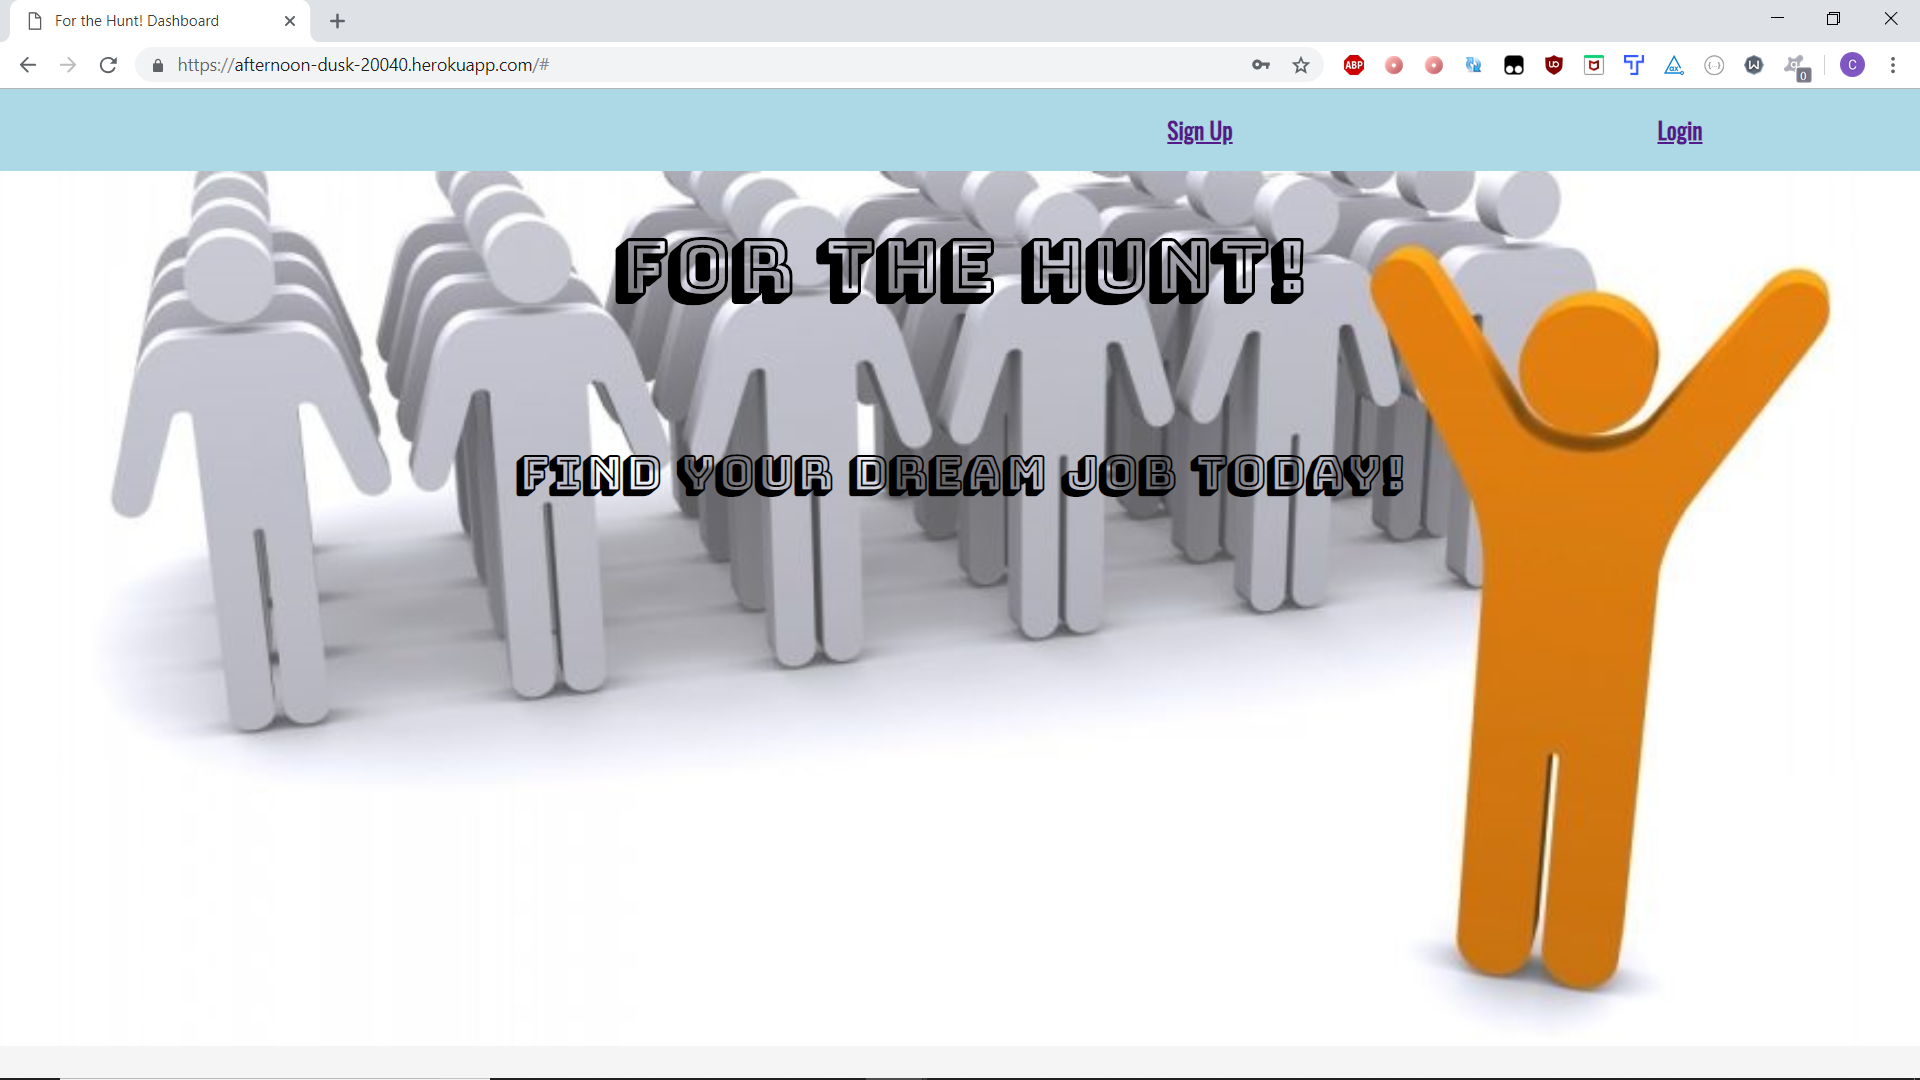 For the Hunt! Dashboard
https://afternoon-dusk-20040.herokuapp.com/#
ABP
C
0
Sign Up
Login
FOR THE HUNT!
FIND YOUR DREAM JOB TODAY!